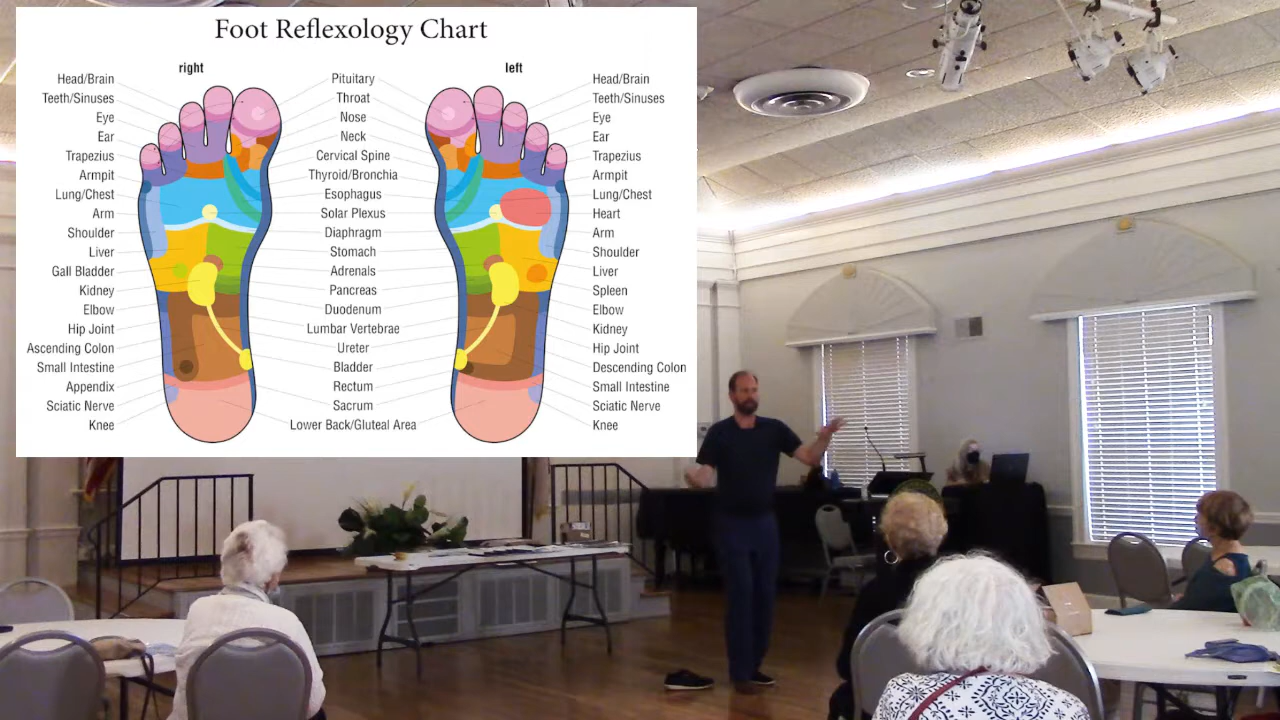 Foot Reflexology Chart
right
left
Head/Brain
Teeth/Sinuses
Eye
Ear
Trapezius
Armpit
Lung/Chest
Arm
Shoulder
Liver
Gall Bladder
Kidney
Elbow
Hip Joint
Ascending Colon
Small Intestine
Appendix
Sciatic Nerve
Knee
Pituitary
Throat
Nose
Neck
Cervical Spine
Thyroid/Bronchia
Esophagus
Solar Plexus
Diaphragm
Stomach
Adrenals
Pancreas
Duodenum
Lumbar Vertebrae
Ureter
Bladder
Rectum
Sacrum
Lower Back/Gluteal Area
Head/Brain
Teeth/Sinuses
Eye
Ear
Trapezius
Armpit
Lung/Chest
Heart
Arm
Shoulder
Liver
Spleen
Elbow
Kidney
Hip Joint
Descending Colon
Small Intestine
Sciatic Nerve
Knee